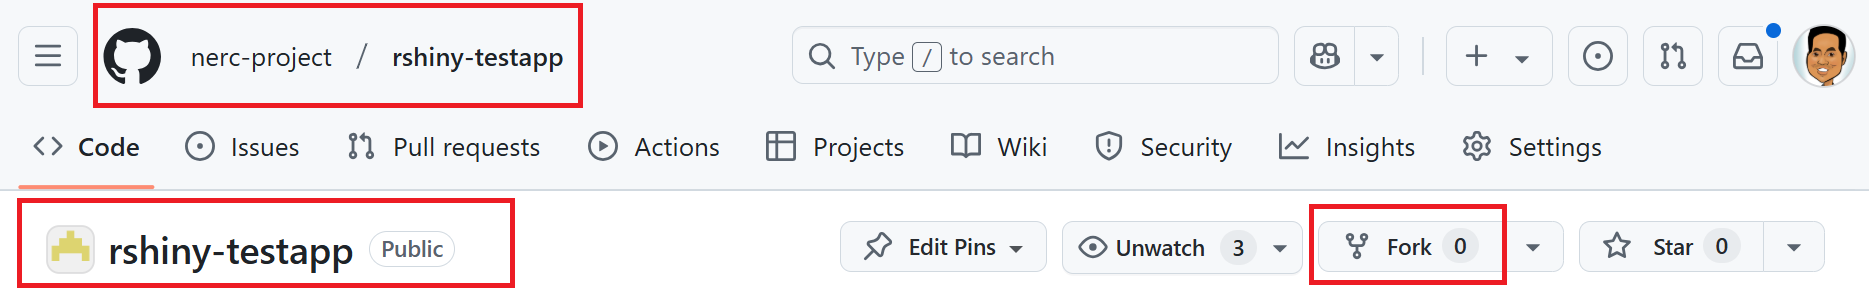 nerc-project / rshiny-testapp Type / to search
Code Issues Pull requests Actions Projects Wiki Security Insights Settings
rshiny-testapp Public Edit Pins Unwatch 3 Fork 0 Star 0